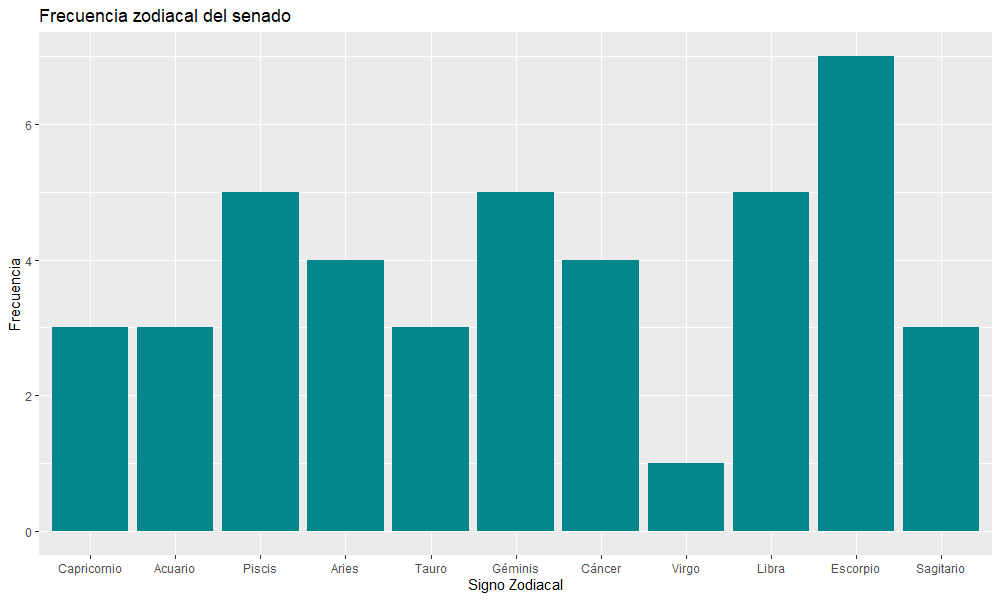 Frecuencia zodiacal del senado
Frecuencia
6
4
2
0
Capricornio Acuario Piscis Aries Tauro Géminis Cáncer Virgo Libra Escorpio Sagitario
Signo Zodiacal